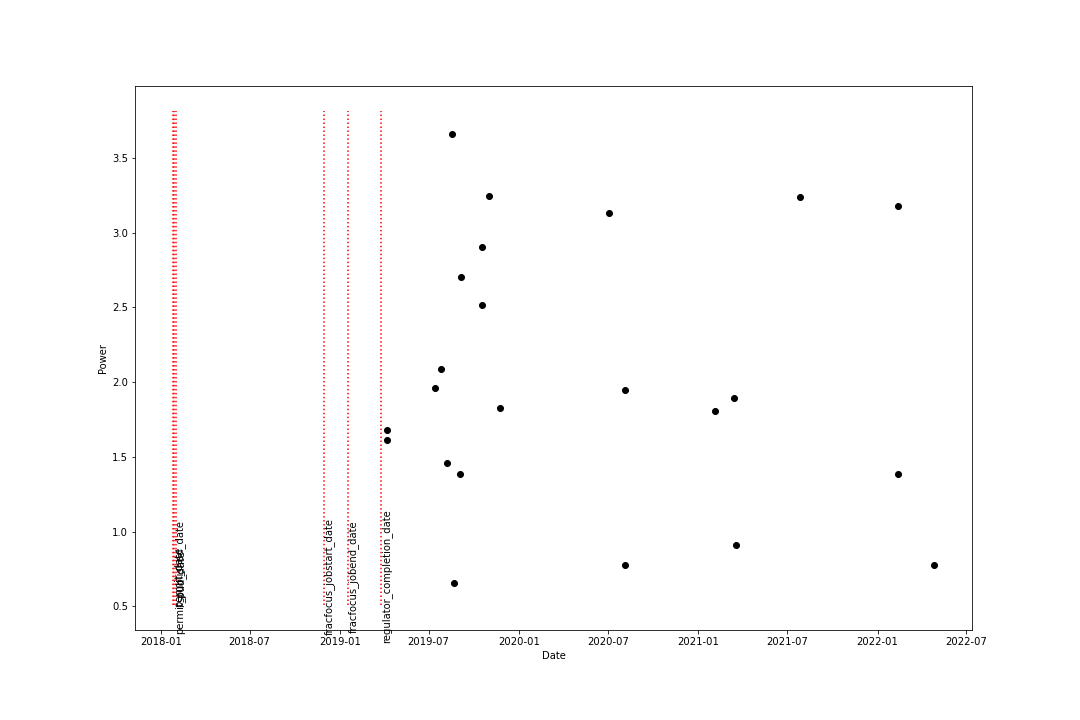 3.5
3.0
2.5
2.0
1.5
1.0
0.5
Power
fracfocus_jobstart_date
fracfocus_jobend_date
regulator_completion_date
2018-01 2018-07 2019-01 2019-07 2020-01 2020-07 2021-01 2021-07 2022-01 2022-07
Date